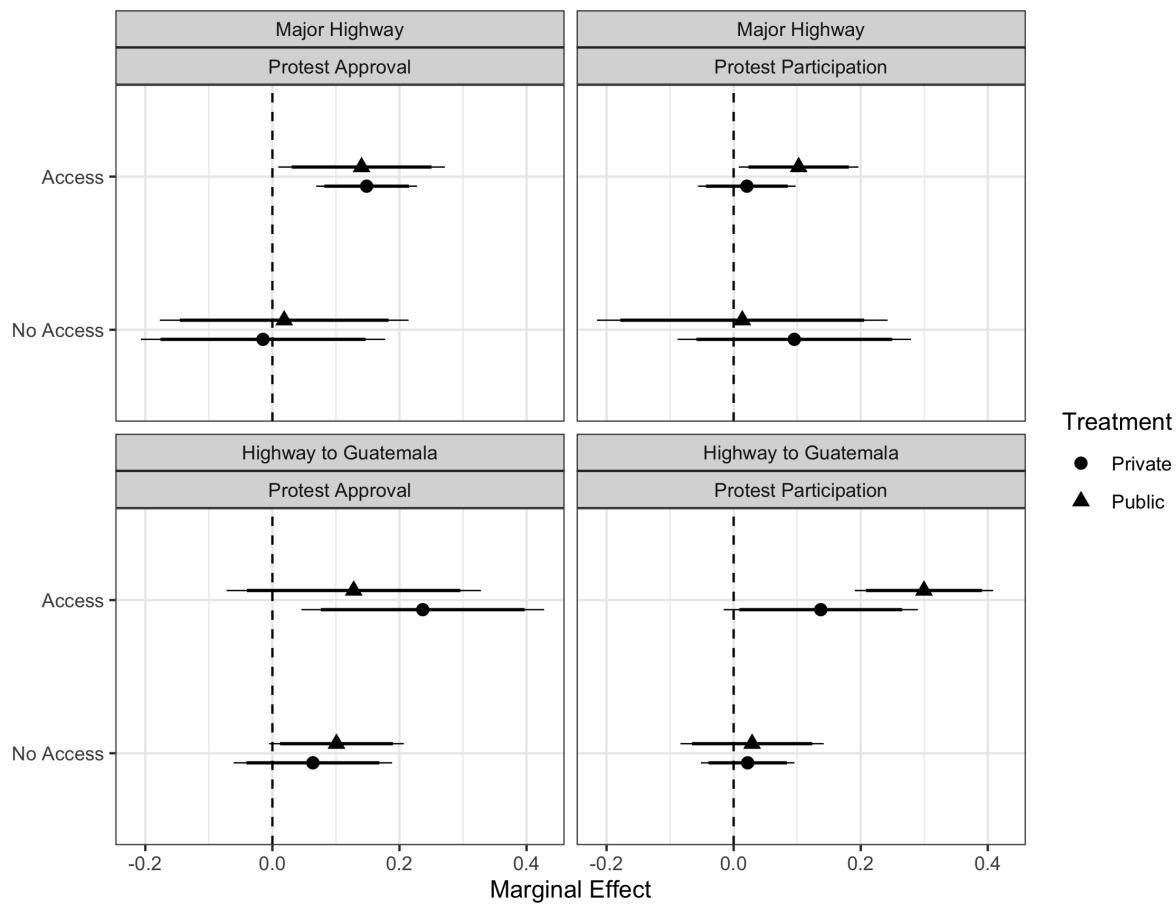 Major Highway
Major Highway
Protest Approval
Protest Participation
Access
No Access
Highway to Guatemala
Highway to Guatemala
Protest Approval
Protest Participation
Access
No Access
-0.2 0.0 0.2 0.4 -0.2 0.0 0.2 0.4
Marginal Effect
Treatment
Private
Public